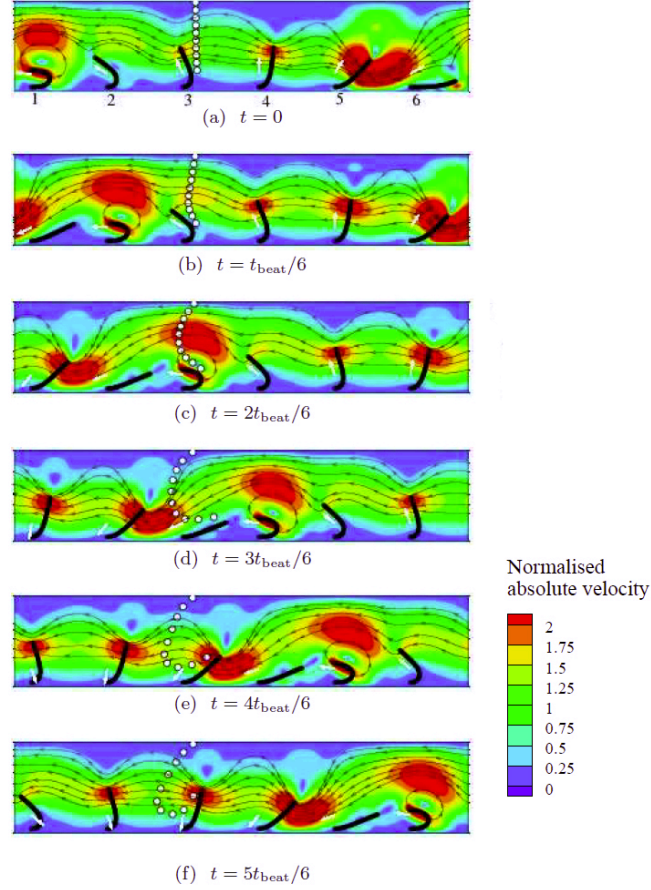 1 2 3 4 5 6
(a) t = 0
(b) t = t_beat/6
(c) t = 2t_beat/6
(d) t = 3t_beat/6
Normalised
absolute velocity
2
1.75
1.5
1.25
1
0.75
0.5
0.25
0
(e) t = 4t_beat/6
(f) t = 5t_beat/6